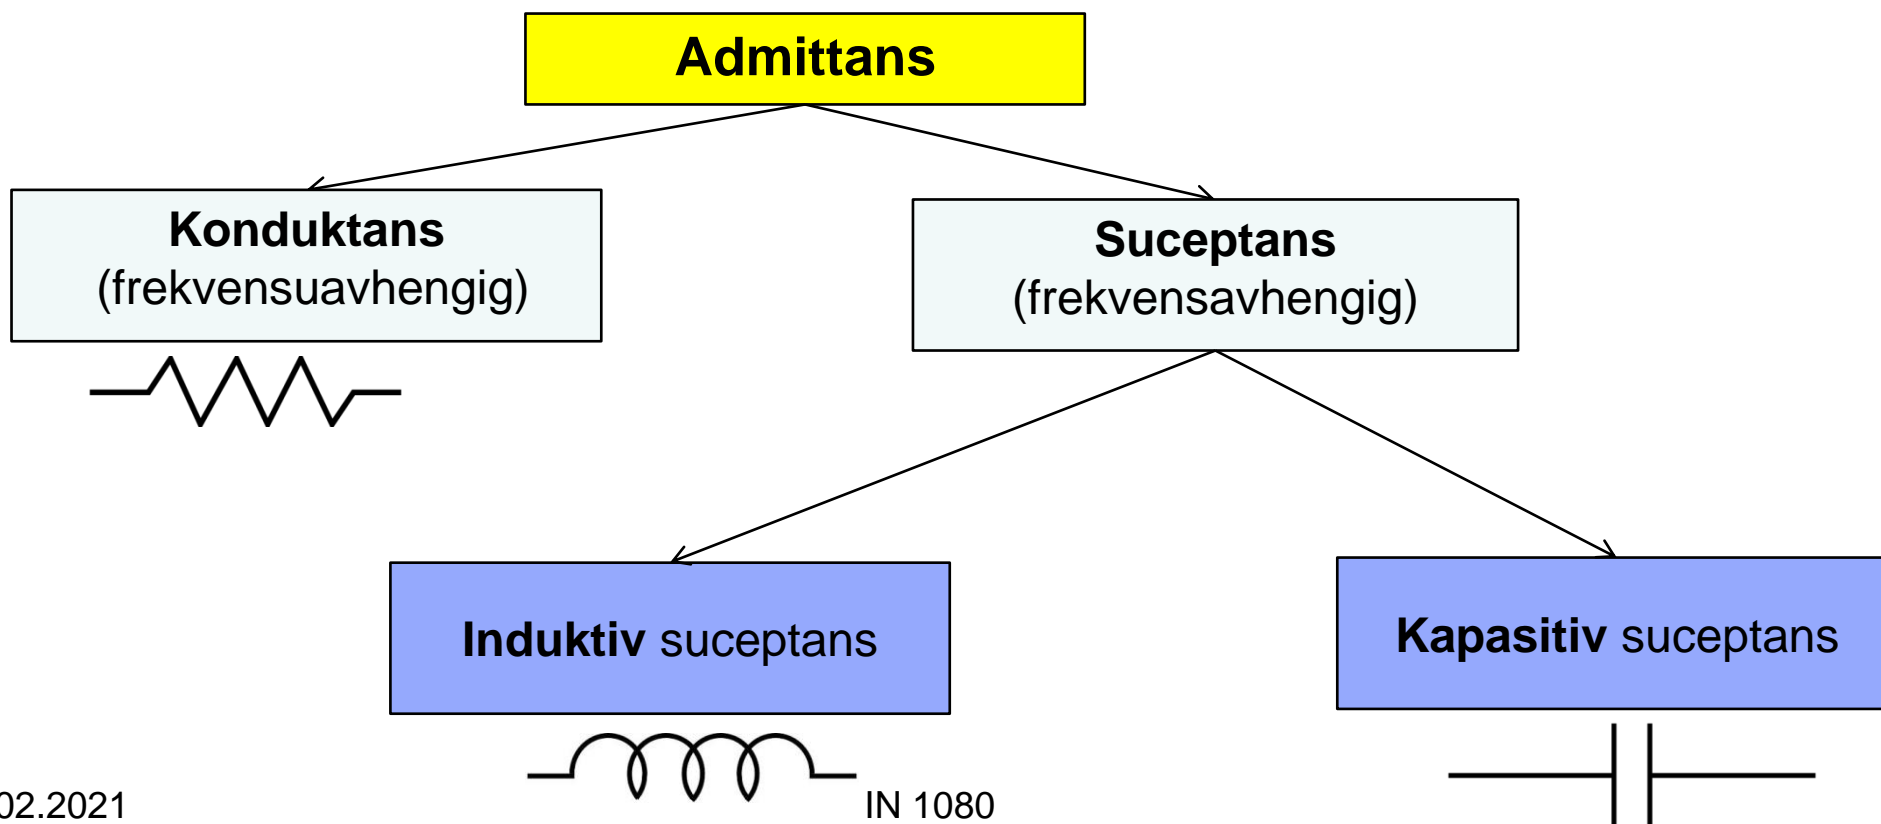 Admittans
Konduktans
(frekvensuavhengig)
Suceptans
(frekvensavhengig)
Induktiv suceptans
Kapasitiv suceptans
02.2021
IN 1080